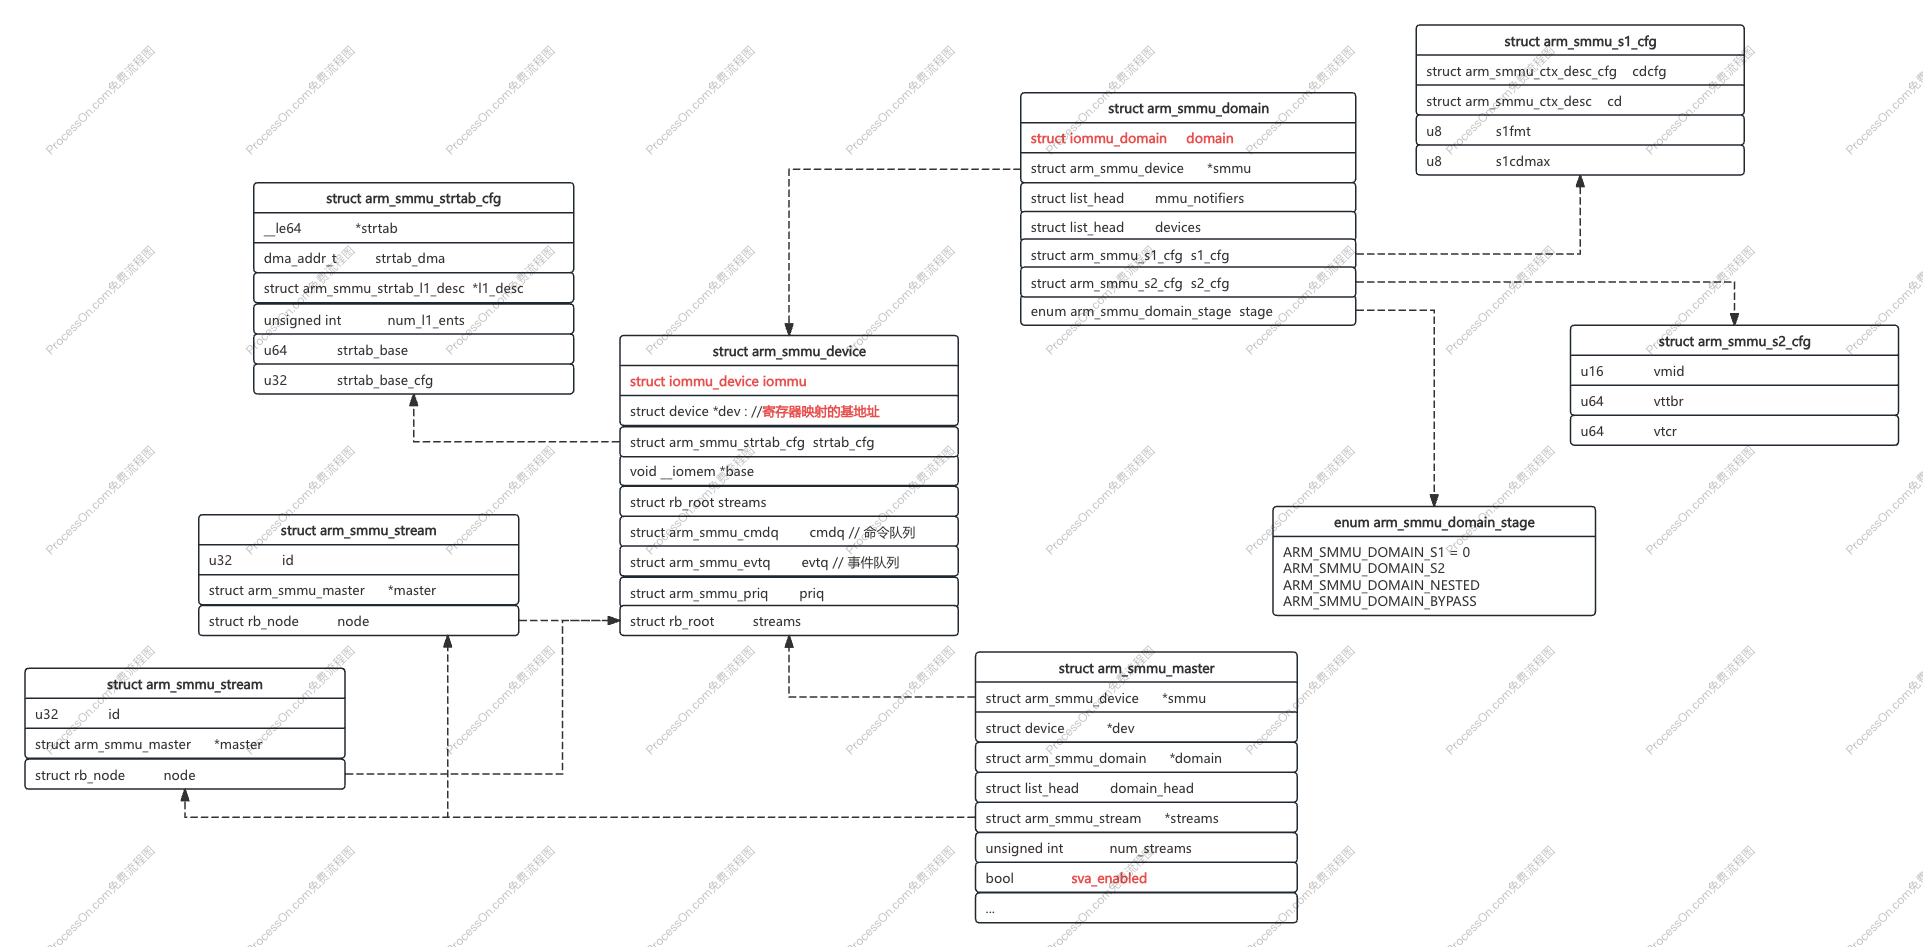 struct arm_smmu_s1_cfg
struct arm_smmu_ctx_desc_cfg cdcfg
struct arm_smmu_ctx_desc cd
u8 s1fmt
u8 s1cdmax
struct arm_smmu_domain
struct iommu_domain domain
struct arm_smmu_device *smmu
struct list_head mmu_notifiers
struct list_head devices
struct arm_smmu_s1_cfg s1_cfg
struct arm_smmu_s2_cfg s2_cfg
enum arm_smmu_domain_stage stage
struct arm_smmu_strtab_cfg
__le64 *strtab
dma_addr_t strtab_dma
struct arm_smmu_strtab_l1_desc *l1_desc
unsigned int num_l1_ents
u64 strtab_base
u32 strtab_base_cfg
struct arm_smmu_device
struct iommu_device iommu
struct device *dev : //寄存器映射的基地址
struct arm_smmu_strtab_cfg strtab_cfg
void __iomem *base
struct rb_root streams
struct arm_smmu_cmdq cmdq // 命令队列
struct arm_smmu_evtq evtq // 事件队列
struct arm_smmu_priq priq
struct rb_root streams
struct arm_smmu_s2_cfg
u16 vmid
u64 vttbr
u64 vtcr
enum arm_smmu_domain_stage
ARM_SMMU_DOMAIN_S1 = 0
ARM_SMMU_DOMAIN_S2
ARM_SMMU_DOMAIN_NESTED
ARM_SMMU_DOMAIN_BYPASS
struct arm_smmu_stream
u32 id
struct arm_smmu_master *master
struct rb_node node
struct arm_smmu_stream
u32 id
struct arm_smmu_master *master
struct rb_node node
struct arm_smmu_master
struct arm_smmu_device *smmu
struct device *dev
struct arm_smmu_domain *domain
struct list_head domain_head
struct arm_smmu_stream *streams
unsigned int num_streams
bool sva_enabled
...
ProcessOn.com免费流程图